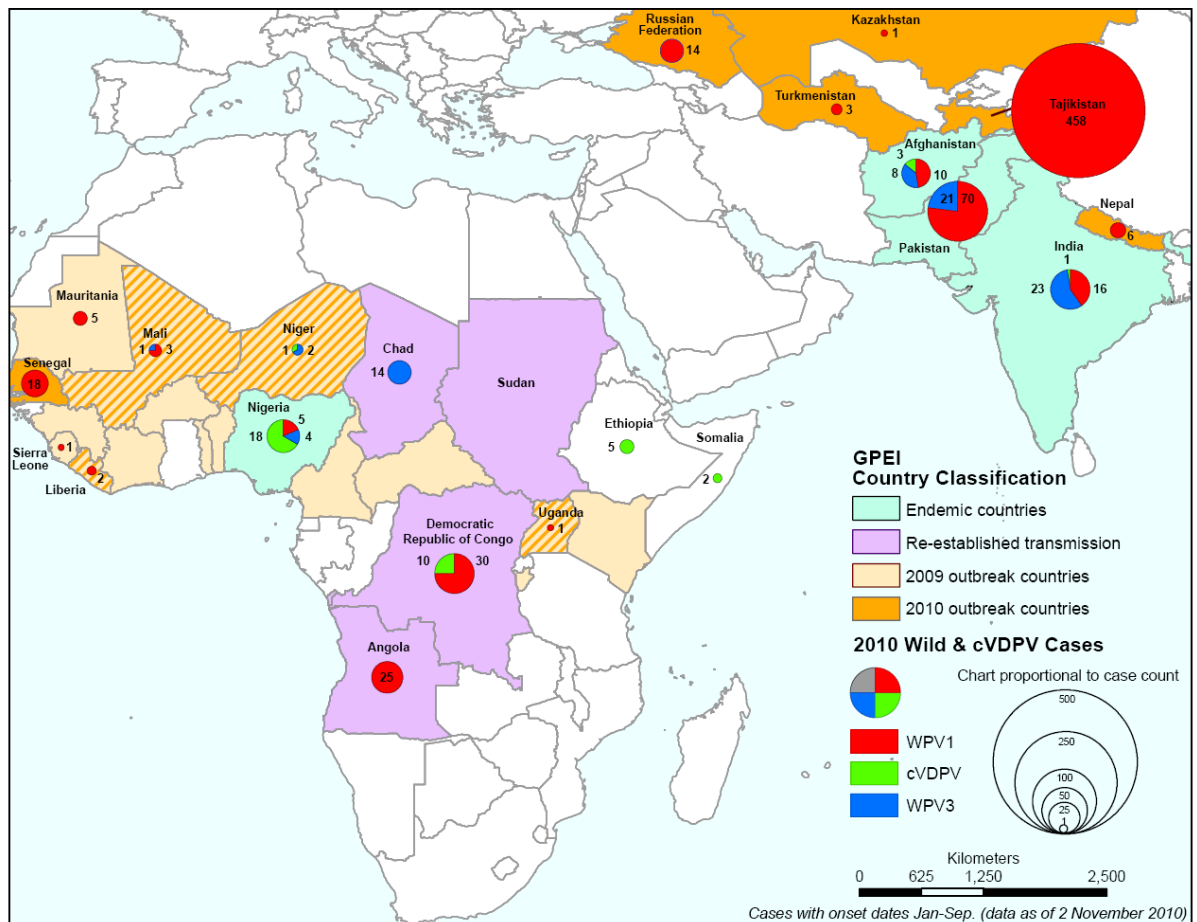 Russian
Federation
14
Kazakhstan
1
Turkmenistan
3
Tajikistan
458
Afghanistan
3
8
10
21
70
Pakistan
Nepal
6
India
1
23
16
Mauritania
5
Mali
1
3
Niger
1
2
Chad
14
Sudan
Senegal
18
Nigeria
5
18
4
Ethiopia
5
Somalia
2
Sierra
Leone
1
Liberia
2
Uganda
1
Democratic
Republic of Congo
10
30
Angola
25
GPEI
Country Classification
Endemic countries
Re-established transmission
2009 outbreak countries
2010 outbreak countries
2010 Wild & cVDPV Cases
Chart proportional to case count
500
250
100
50
25
1
WPV1
cVDPV
WPV3
Kilometers
0 625 1,250 2,500
Cases with onset dates Jan-Sep. (data as of 2 November 2010)